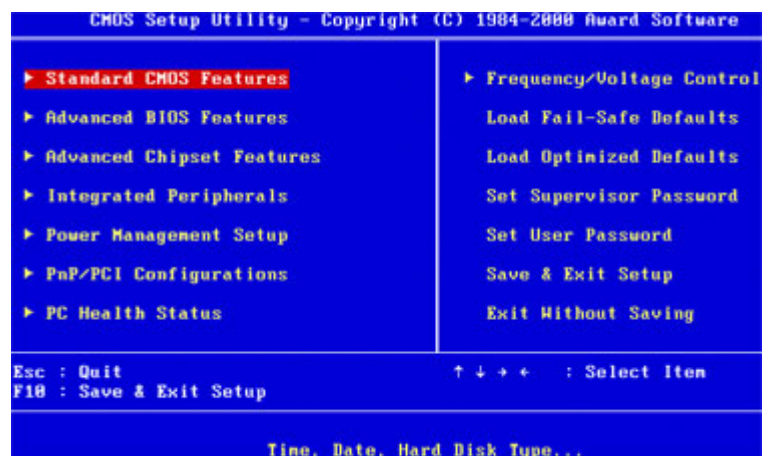 CMOS Setup Utility - Copyright (C) 1984-2000 Award Software
► Standard CMOS Features
► Advanced BIOS Features
► Advanced Chipset Features
► Integrated Peripherals
► Power Management Setup
► PnP/PCI Configurations
► PC Health Status
► Frequency/Voltage Control
Load Fail-Safe Defaults
Load Optimized Defaults
Set Supervisor Password
Set User Password
Save & Exit Setup
Exit Without Saving
Esc : Quit
F10 : Save & Exit Setup
↑ ↓ → ← : Select Item
Time, Date, Hard Disk Type...